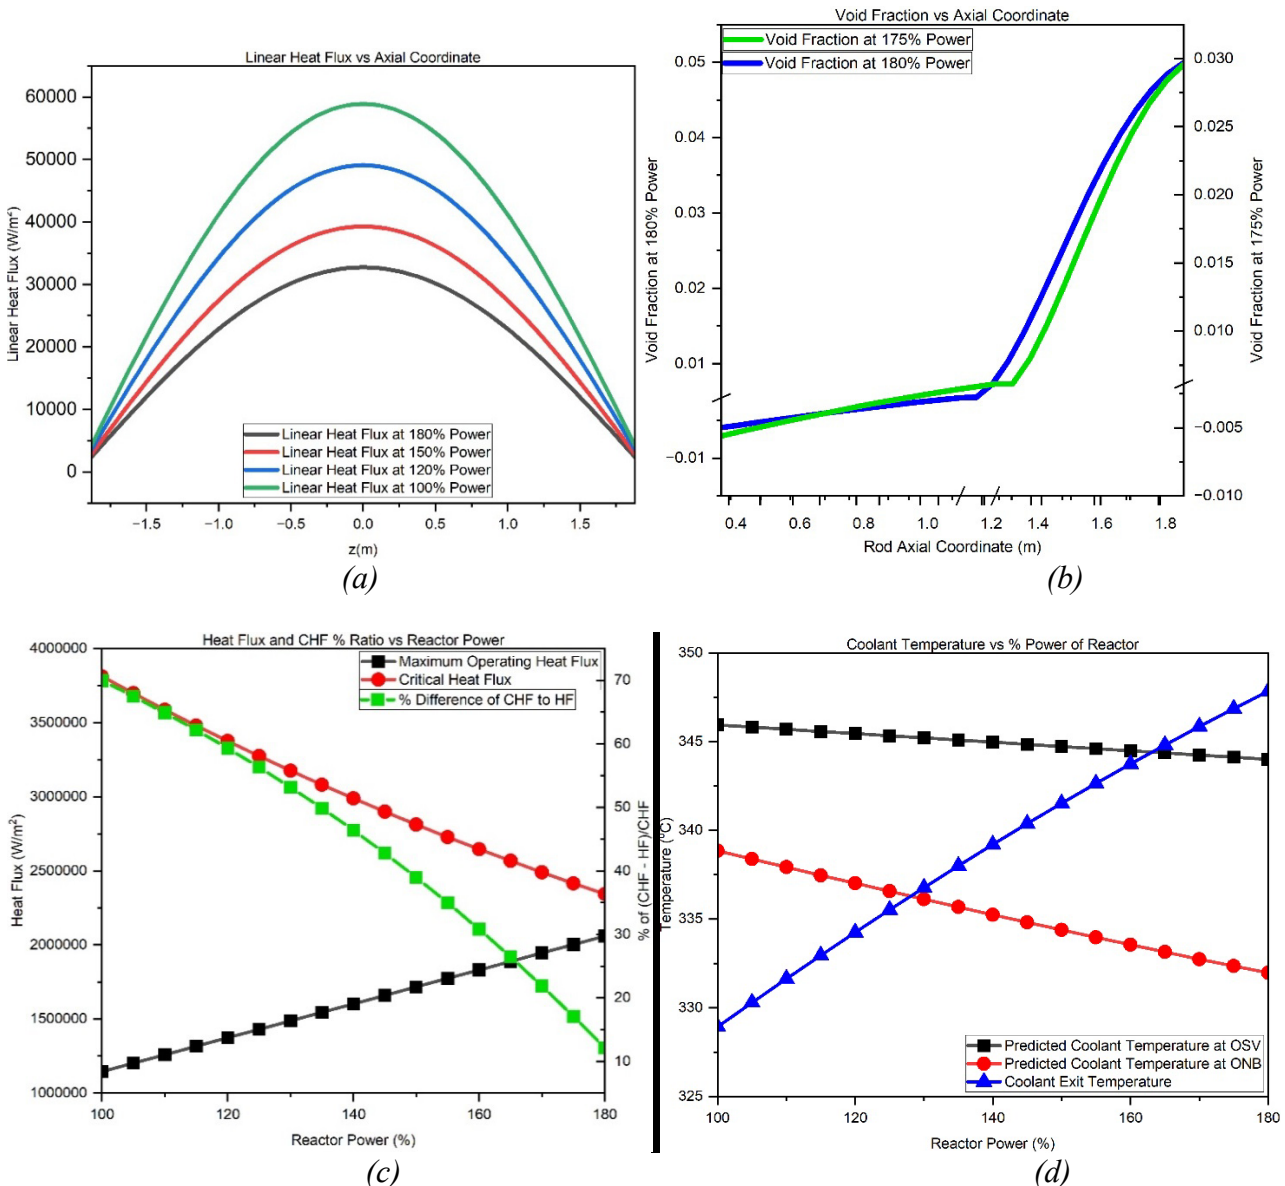 Linear Heat Flux vs Axial Coordinate
Linear Heat Flux (W/m²)
60000
50000
40000
30000
20000
10000
0
Linear Heat Flux at 180% Power
Linear Heat Flux at 150% Power
Linear Heat Flux at 120% Power
Linear Heat Flux at 100% Power
−1.5 −1.0 −0.5 0.0 0.5 1.0 1.5
z(m)
(a)
Void Fraction vs Axial Coordinate
Void Fraction at 175% Power
Void Fraction at 180% Power
Void Fraction at 180% Power
0.05
0.04
0.03
0.02
0.01
−0.01
0.030
0.025
0.020
0.015
0.010
−0.005
−0.010
Void Fraction at 175% Power
0.4 0.6 0.8 1.0 1.2 1.4 1.6 1.8
Rod Axial Coordinate (m)
(b)
Heat Flux and CHF % Ratio vs Reactor Power
Maximum Operating Heat Flux
Critical Heat Flux
% Difference of CHF to HF
Heat Flux (W/m²)
4000000
3500000
3000000
2500000
2000000
1500000
1000000
70
60
50
40
30
20
10
% of (CHF - HF)/CHF
100 120 140 160 180
Reactor Power (%)
(c)
Coolant Temperature vs % Power of Reactor
Temperature (⁰C)
350
345
340
335
330
325
Predicted Coolant Temperature at OSV
Predicted Coolant Temperature at ONB
Coolant Exit Temperature
100 120 140 160 180
Reactor Power (%)
(d)